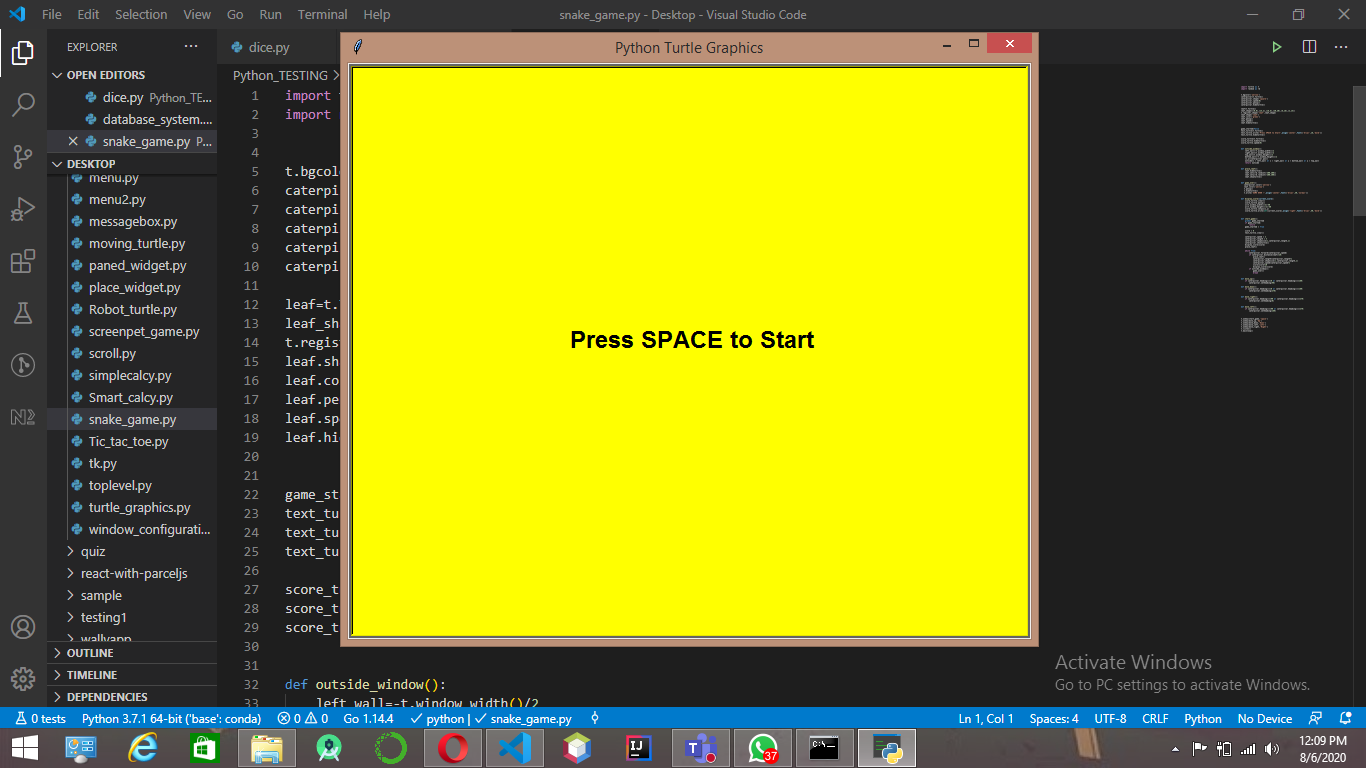 File Edit Selection View Go Run Terminal Help
snake_game.py - Desktop - Visual Studio Code
EXPLORER
OPEN EDITORS
dice.py Python_TE...
database_system....
snake_game.py P...
DESKTOP
menu.py
menu2.py
messagebox.py
moving_turtle.py
paned_widget.py
place_widget.py
Robot_turtle.py
screenpet_game.py
scroll.py
simplecalcy.py
Smart_calcy.py
snake_game.py
Tic_tac_toe.py
tk.py
toplevel.py
turtle_graphics.py
window_configurati...
quiz
react-with-parceljs
sample
testing1
wallyapp
OUTLINE
TIMELINE
DEPENDENCIES
dice.py
Python_TESTING
1 import
2 import
3
4
5 t.bgcol
6 caterpi
7 caterpi
8 caterpi
9 caterpi
10 caterpi
11
12 leaf=t.
13 leaf_sh
14 t.regis
15 leaf.sh
16 leaf.co
17 leaf.pe
18 leaf.sp
19 leaf.hi
20
21
22 game_st
23 text_tu
24 text_tu
25 text_tu
26
27 score_t
28 score_t
29 score_t
30
31
32 def outside_window():
33 left_wall=-t.window_width()/2
Python Turtle Graphics
Press SPACE to Start
Activate Windows
Go to PC settings to activate Windows.
0 tests Python 3.7.1 64-bit ('base': conda) 0 0 Go 1.14.4 python | snake_game.py
Ln 1, Col 1 Spaces: 4 UTF-8 CRLF Python No Device
37
12:09 PM
8/6/2020